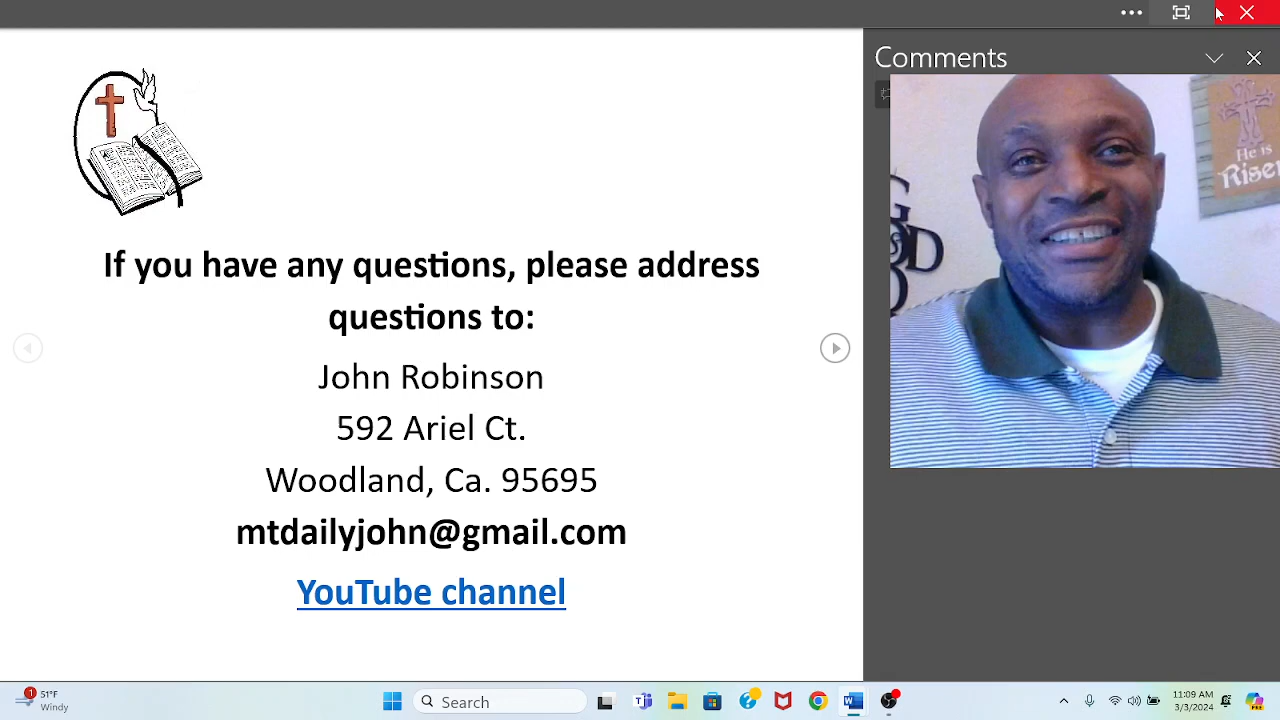 Comments
If you have any questions, please address
questions to:
John Robinson
592 Ariel Ct.
Woodland, Ca. 95695
mtdailyjohn@gmail.com
YouTube channel
He is
Risen
G
O
D
1
51°F
Windy
Search
11:09 AM
3/3/2024